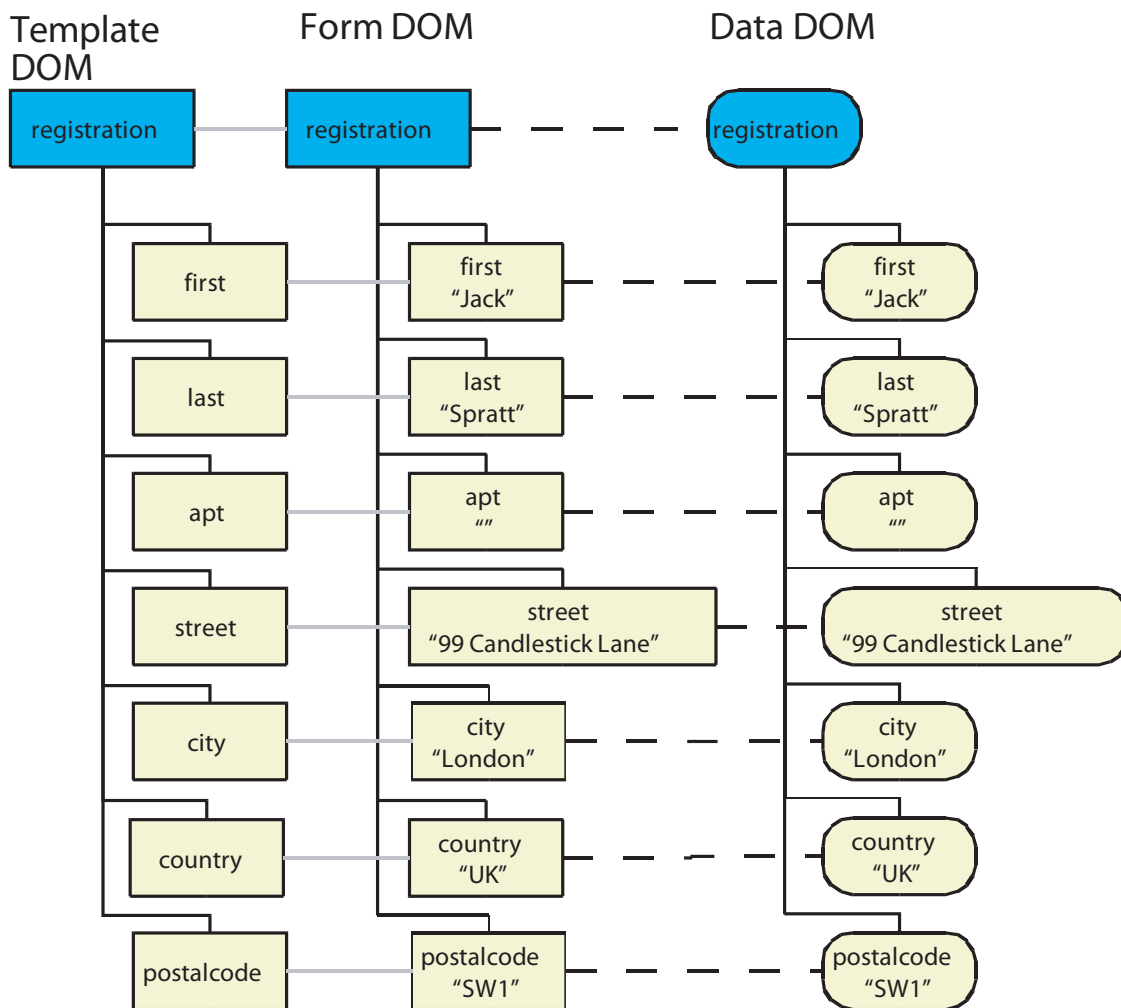 Template
DOM
Form DOM
Data DOM
registration
registration
registration
first
first
“Jack”
first
“Jack”
last
last
“Spratt”
last
“Spratt”
apt
apt
“”
apt
“”
street
street
“99 Candlestick Lane”
street
“99 Candlestick Lane”
city
city
“London”
city
“London”
country
country
“UK”
country
“UK”
postalcode
postalcode
“SW1”
postalcode
“SW1”